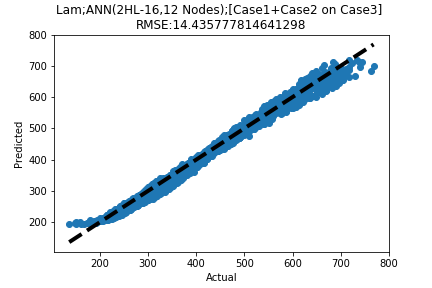 Lam;ANN(2HL-16,12 Nodes);[Case1+Case2 on Case3]
RMSE:14.435777814641298
800
700
600
500
400
300
200
Predicted
200 300 400 500 600 700 800
Actual